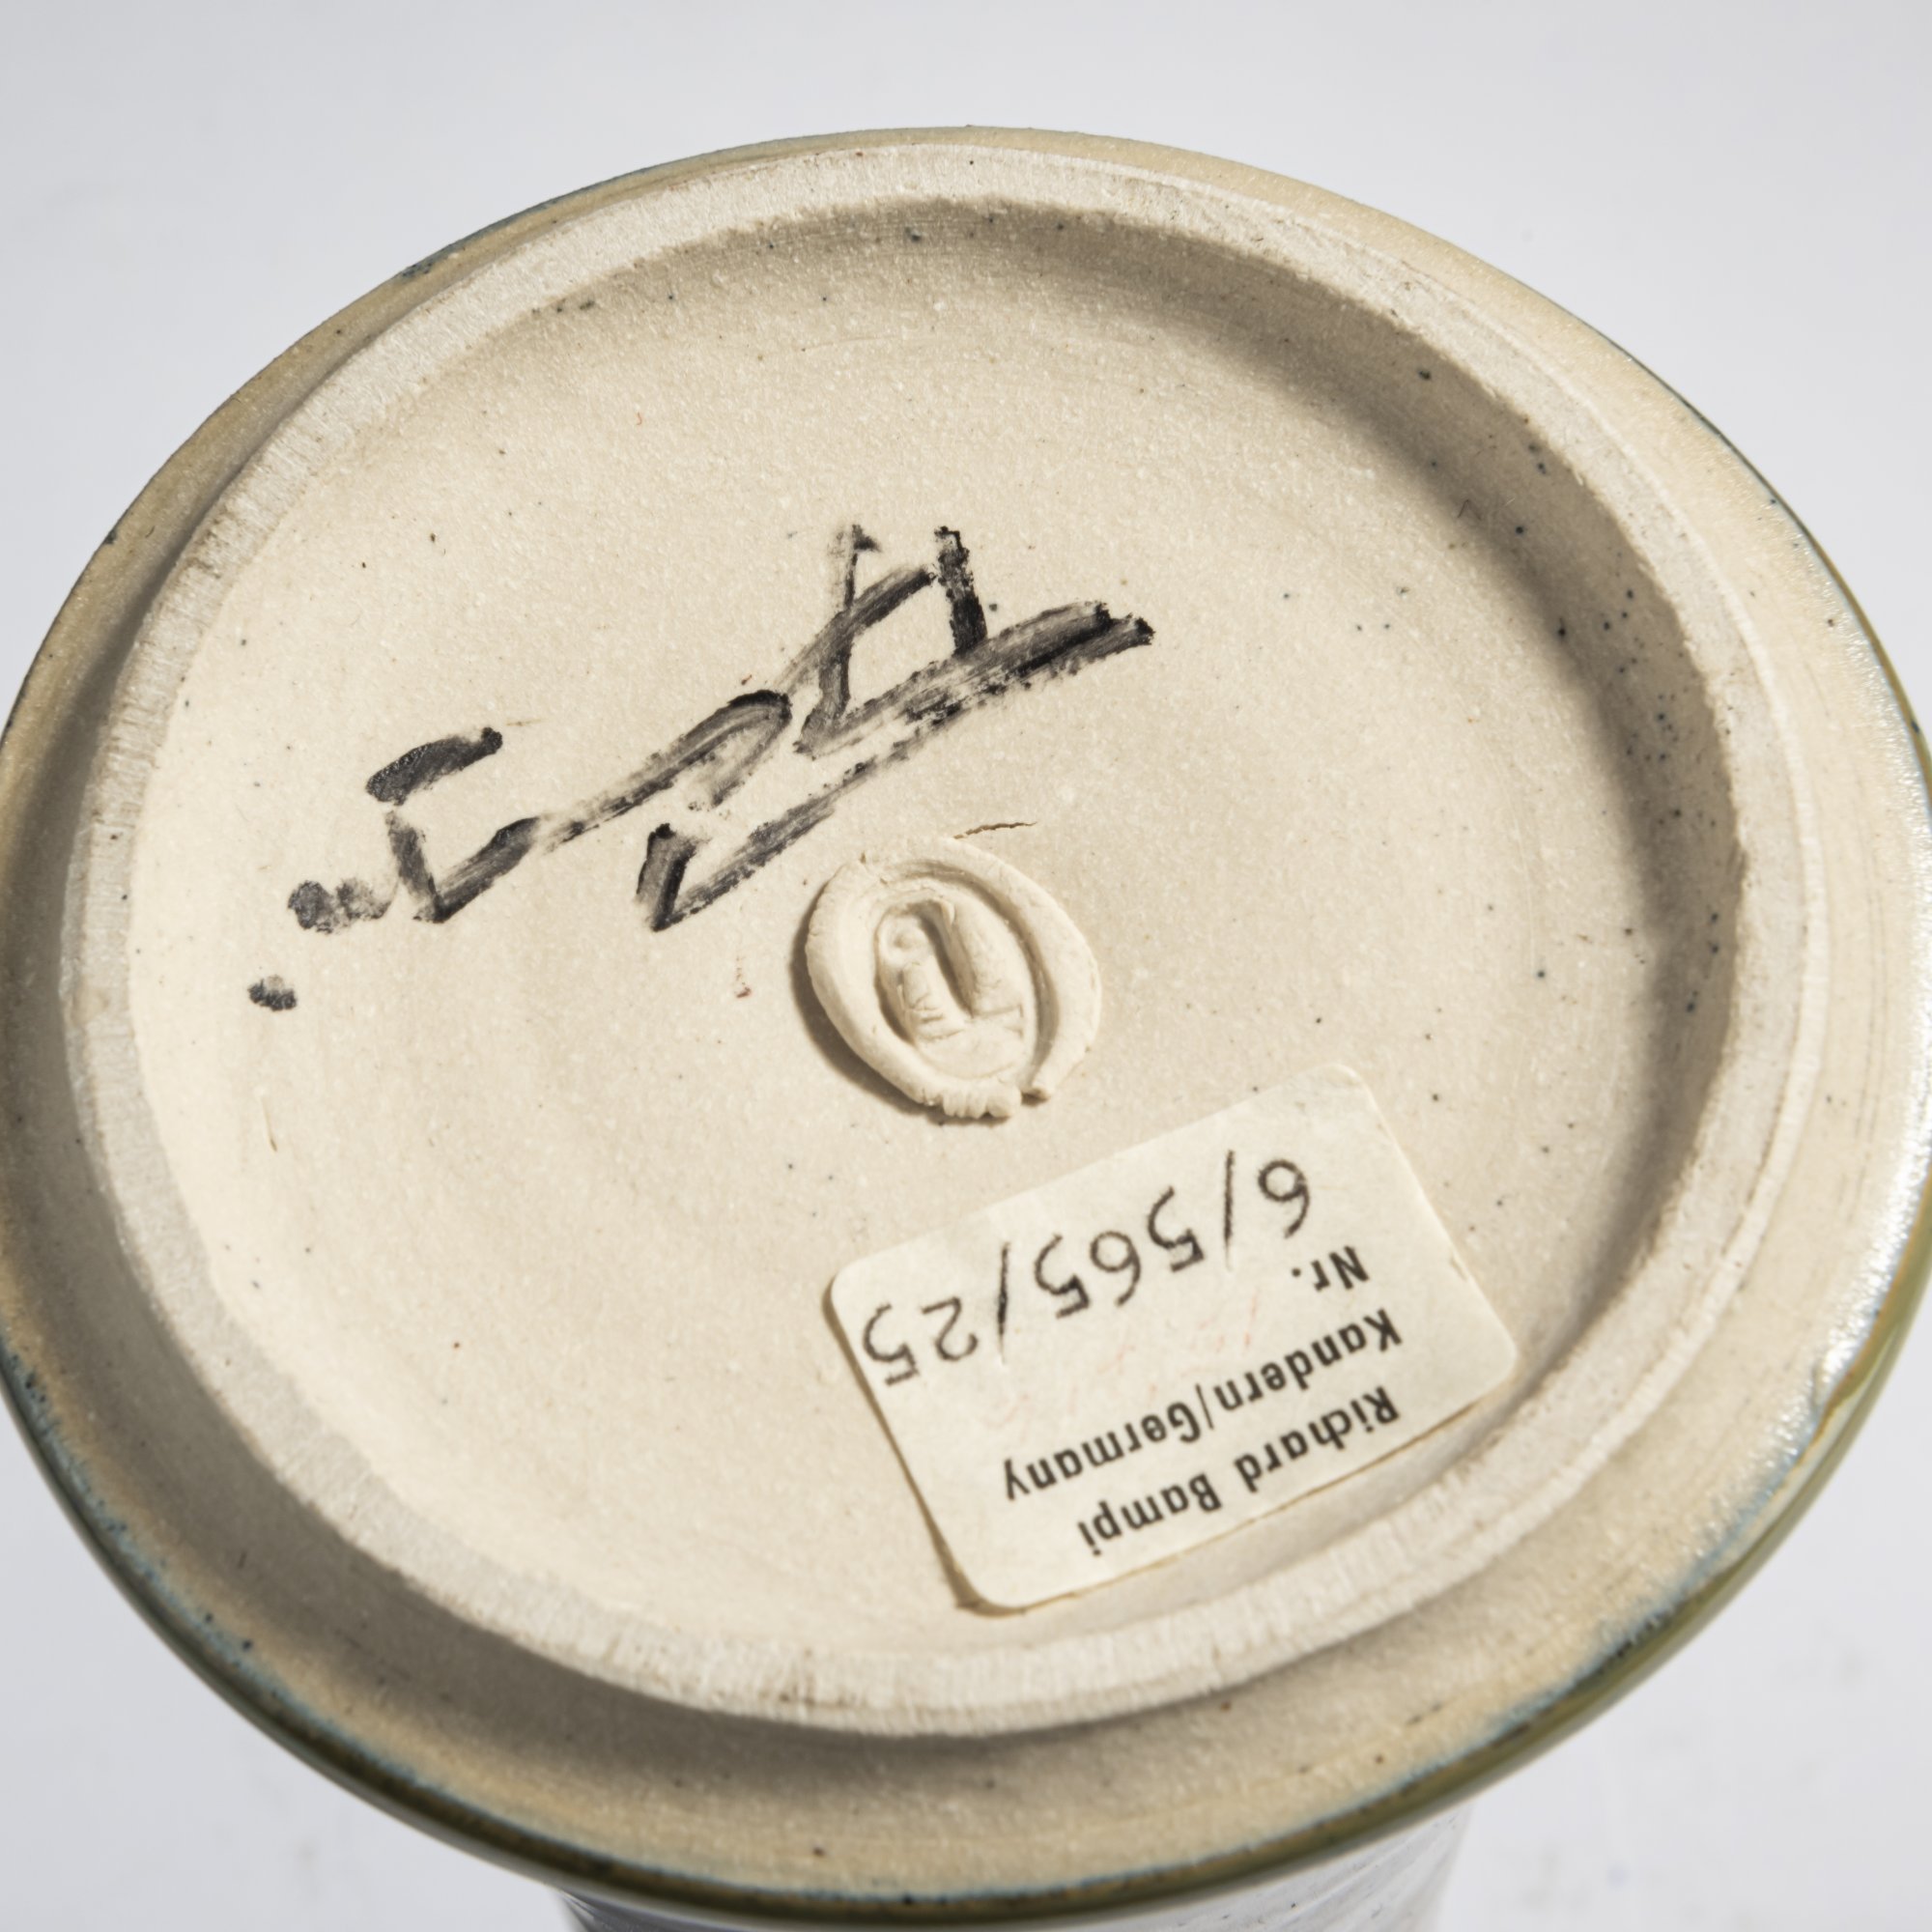 Richard Bampi
Kandern/Germany
Nr.
6/565/25